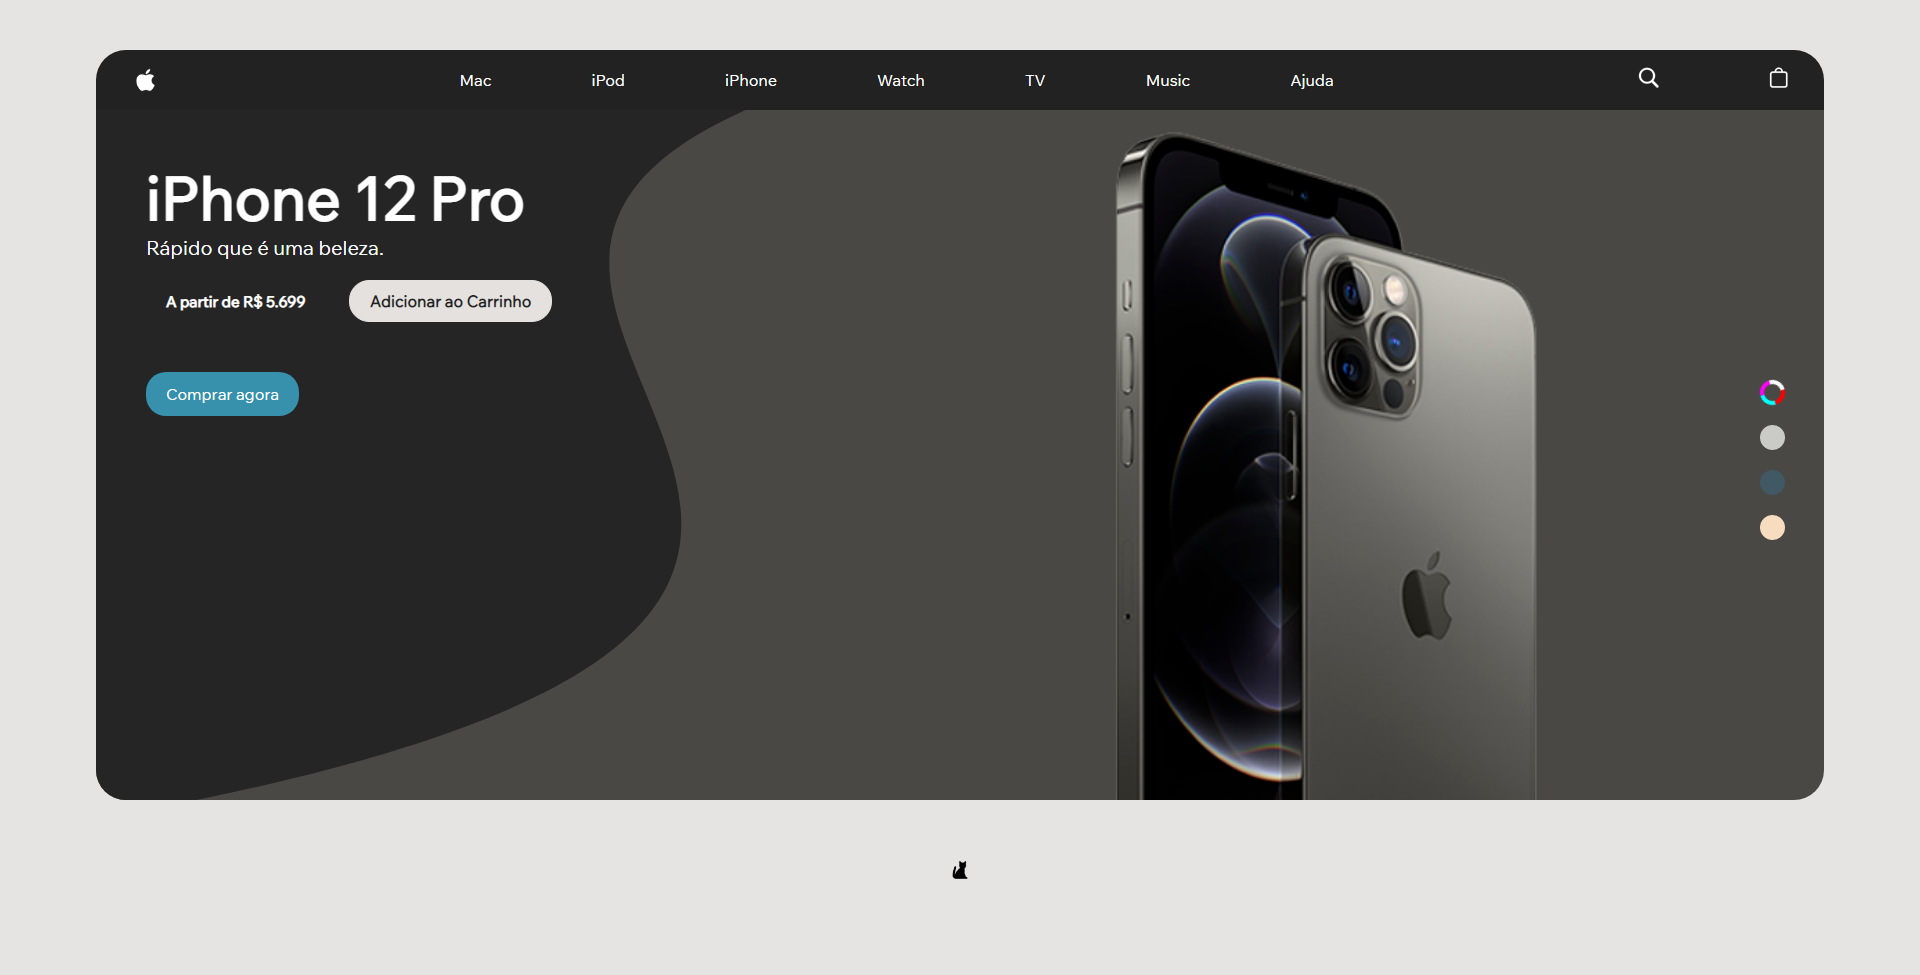 Mac iPod iPhone Watch TV Music Ajuda
iPhone 12 Pro
Rápido que é uma beleza.
A partir de R$ 5.699 Adicionar ao Carrinho
Comprar agora